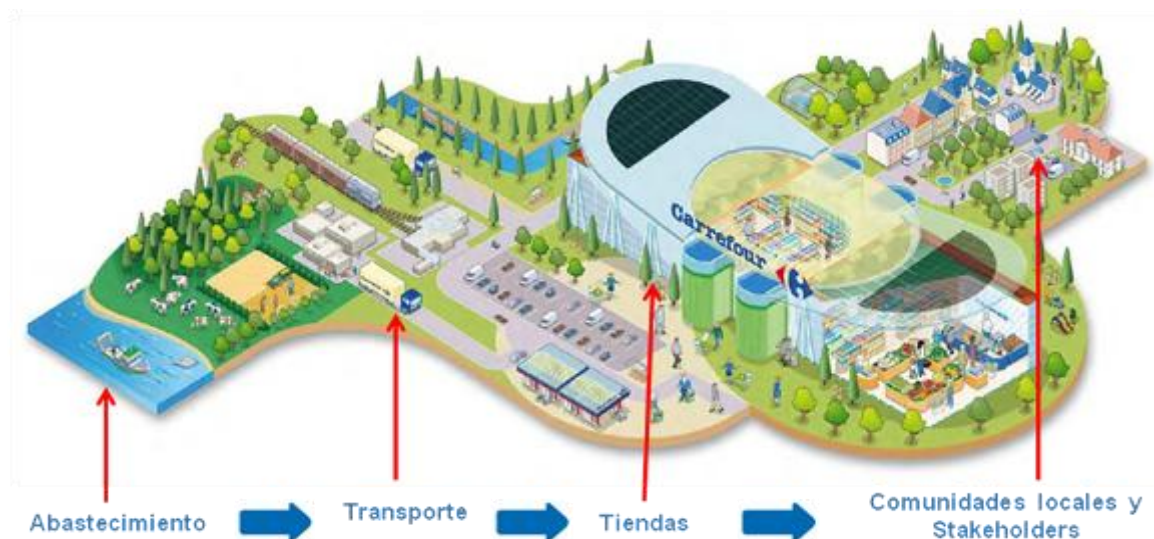 Carrefour
Abastecimiento
Transporte
Tiendas
Comunidades locales y
Stakeholders